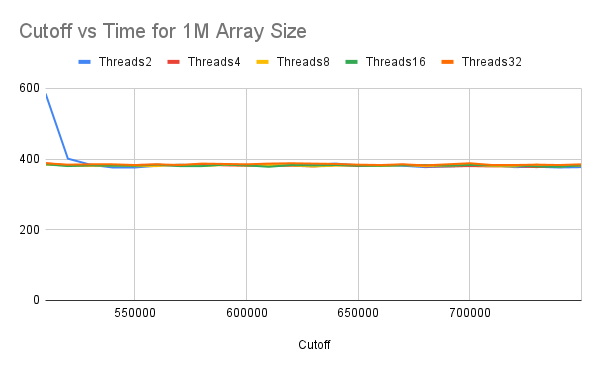 Cutoff vs Time for 1M Array Size
Threads2 Threads4 Threads8 Threads16 Threads32
600
400
200
0
550000 600000 650000 700000
Cutoff